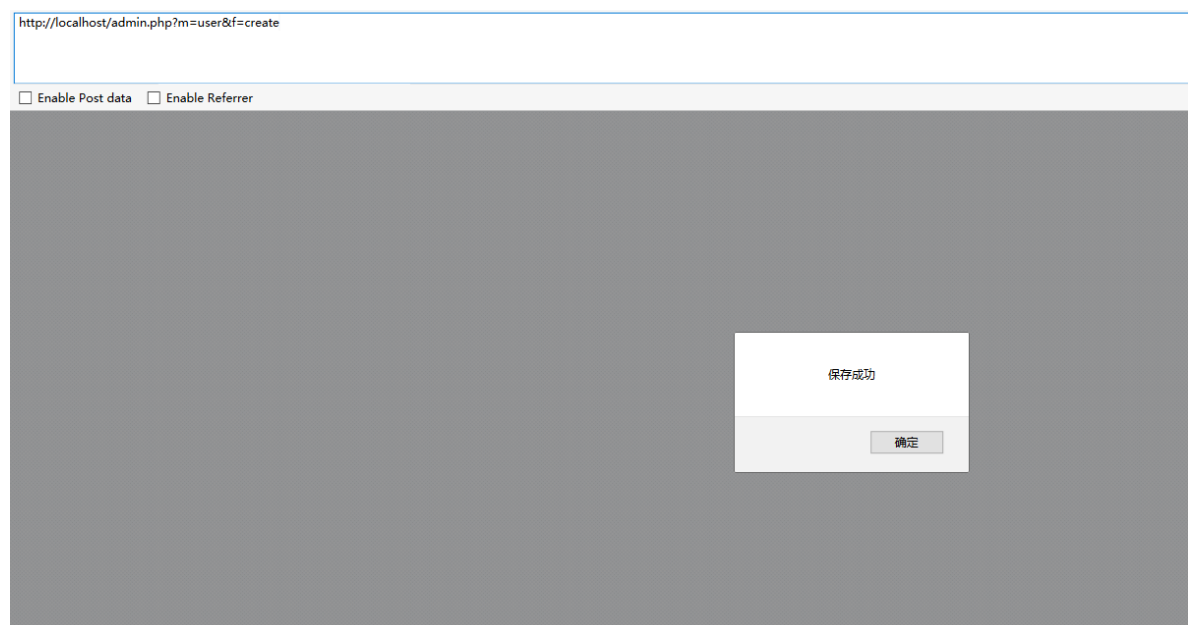 http://localhost/admin.php?m=user&f=create
Enable Post data Enable Referrer
保存成功
确定